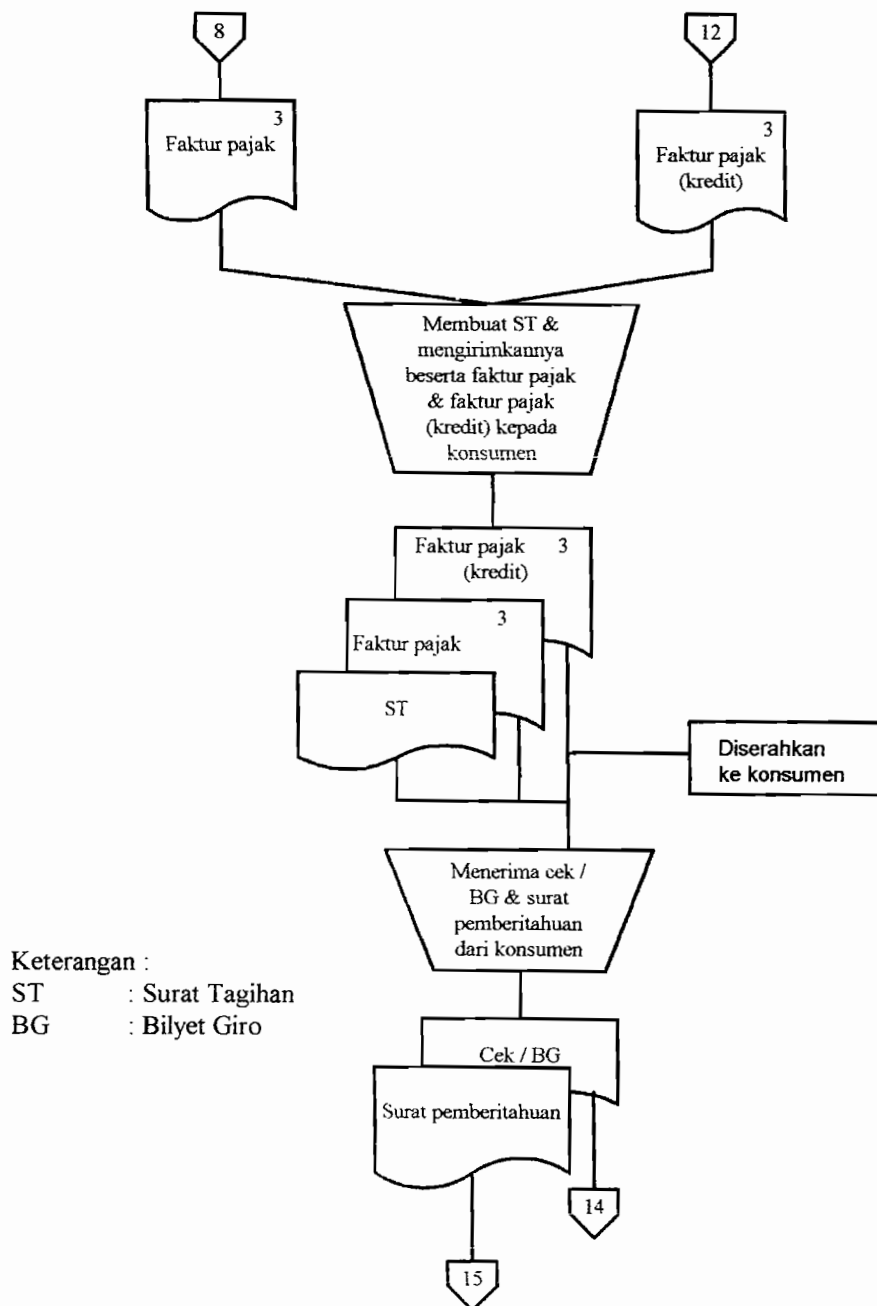 8
12
3
Faktur pajak
3
Faktur pajak
(kredit)
Membuat ST &
mengirimkannya
beserta faktur pajak
& faktur pajak
(kredit) kepada
konsumen
Faktur pajak 3
(kredit)
3
Faktur pajak
ST
Diserahkan
ke konsumen
Menerima cek /
BG & surat
pemberitahuan
dari konsumen
Keterangan :
ST : Surat Tagihan
BG : Bilyet Giro
Cek / BG
Surat pemberitahuan
14
15